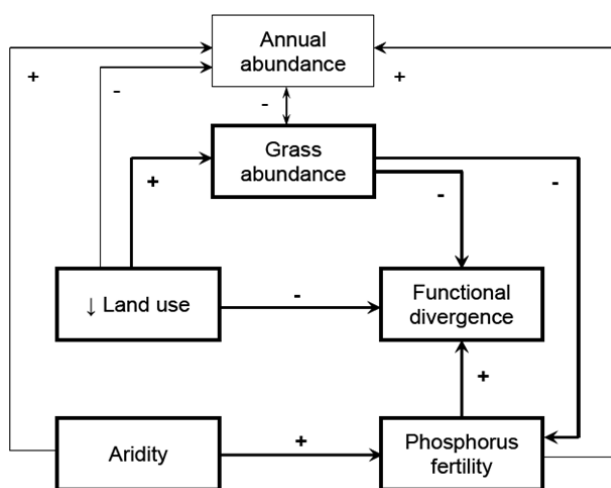 Annual
abundance
+
-
+
-
Grass
abundance
+
-
-
↓ Land use
-
Functional
divergence
+
Aridity
+
Phosphorus
fertility